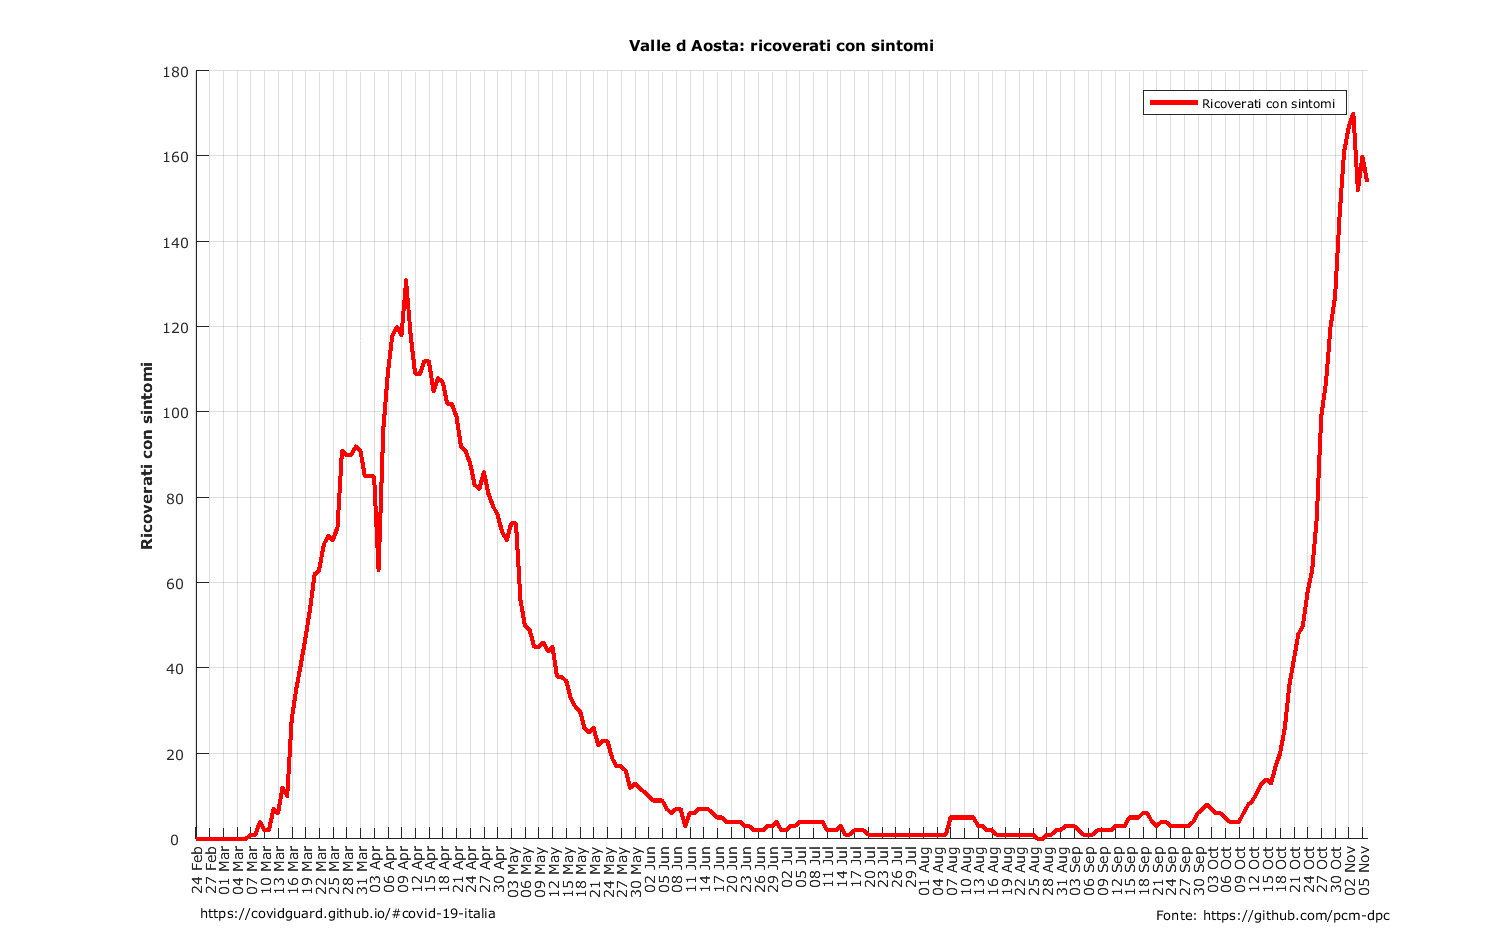 Valle d Aosta: ricoverati con sintomi
Ricoverati con sintomi
Ricoverati con sintomi
180
160
140
120
100
80
60
40
20
0
24 Feb
27 Feb
01 Mar
04 Mar
07 Mar
10 Mar
13 Mar
16 Mar
19 Mar
22 Mar
25 Mar
28 Mar
31 Mar
03 Apr
06 Apr
09 Apr
12 Apr
15 Apr
18 Apr
21 Apr
24 Apr
27 Apr
30 Apr
03 May
06 May
09 May
12 May
15 May
18 May
21 May
24 May
27 May
30 May
02 Jun
05 Jun
08 Jun
11 Jun
14 Jun
17 Jun
20 Jun
23 Jun
26 Jun
29 Jun
02 Jul
05 Jul
08 Jul
11 Jul
14 Jul
17 Jul
20 Jul
23 Jul
26 Jul
29 Jul
01 Aug
04 Aug
07 Aug
10 Aug
13 Aug
16 Aug
19 Aug
22 Aug
25 Aug
28 Aug
31 Aug
03 Sep
06 Sep
09 Sep
12 Sep
15 Sep
18 Sep
21 Sep
24 Sep
27 Sep
30 Sep
03 Oct
06 Oct
09 Oct
12 Oct
15 Oct
18 Oct
21 Oct
24 Oct
27 Oct
30 Oct
02 Nov
05 Nov
https://covidguard.github.io/#covid-19-italia
Fonte: https://github.com/pcm-dpc